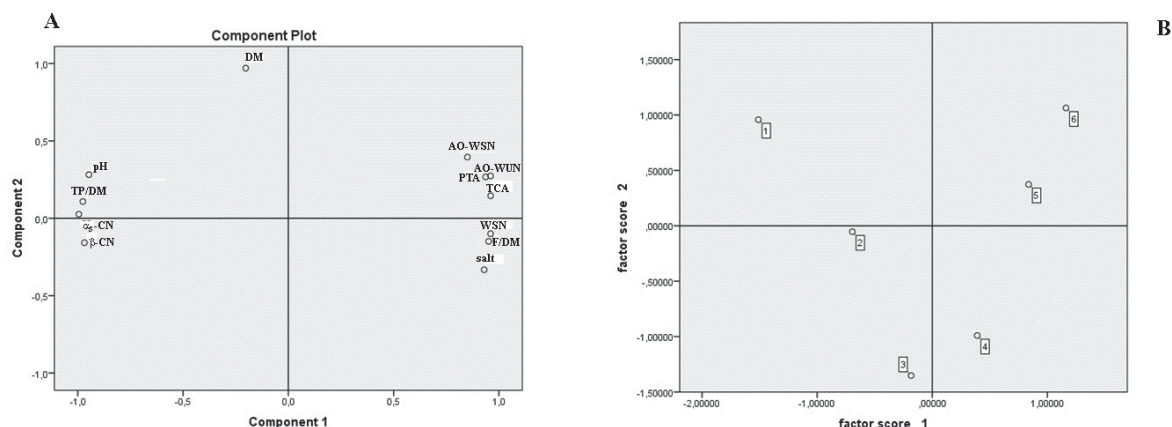 A
Component Plot
DM
1,0
0,5
0,0
-0,5
-1,0
Component 2
AO-WSN
AO-WUN
PTA
TCA
pH
TP/DM
αs-CN
β-CN
WSN
F/DM
salt
-1,0 -0,5 0,0 0,5 1,0
Component 1
B
1,50000
1,00000
,50000
,00000
-,50000
-1,00000
-1,50000
factor score 2
1
6
5
2
4
3
-2,00000 -1,00000 ,00000 1,00000
factor score 1